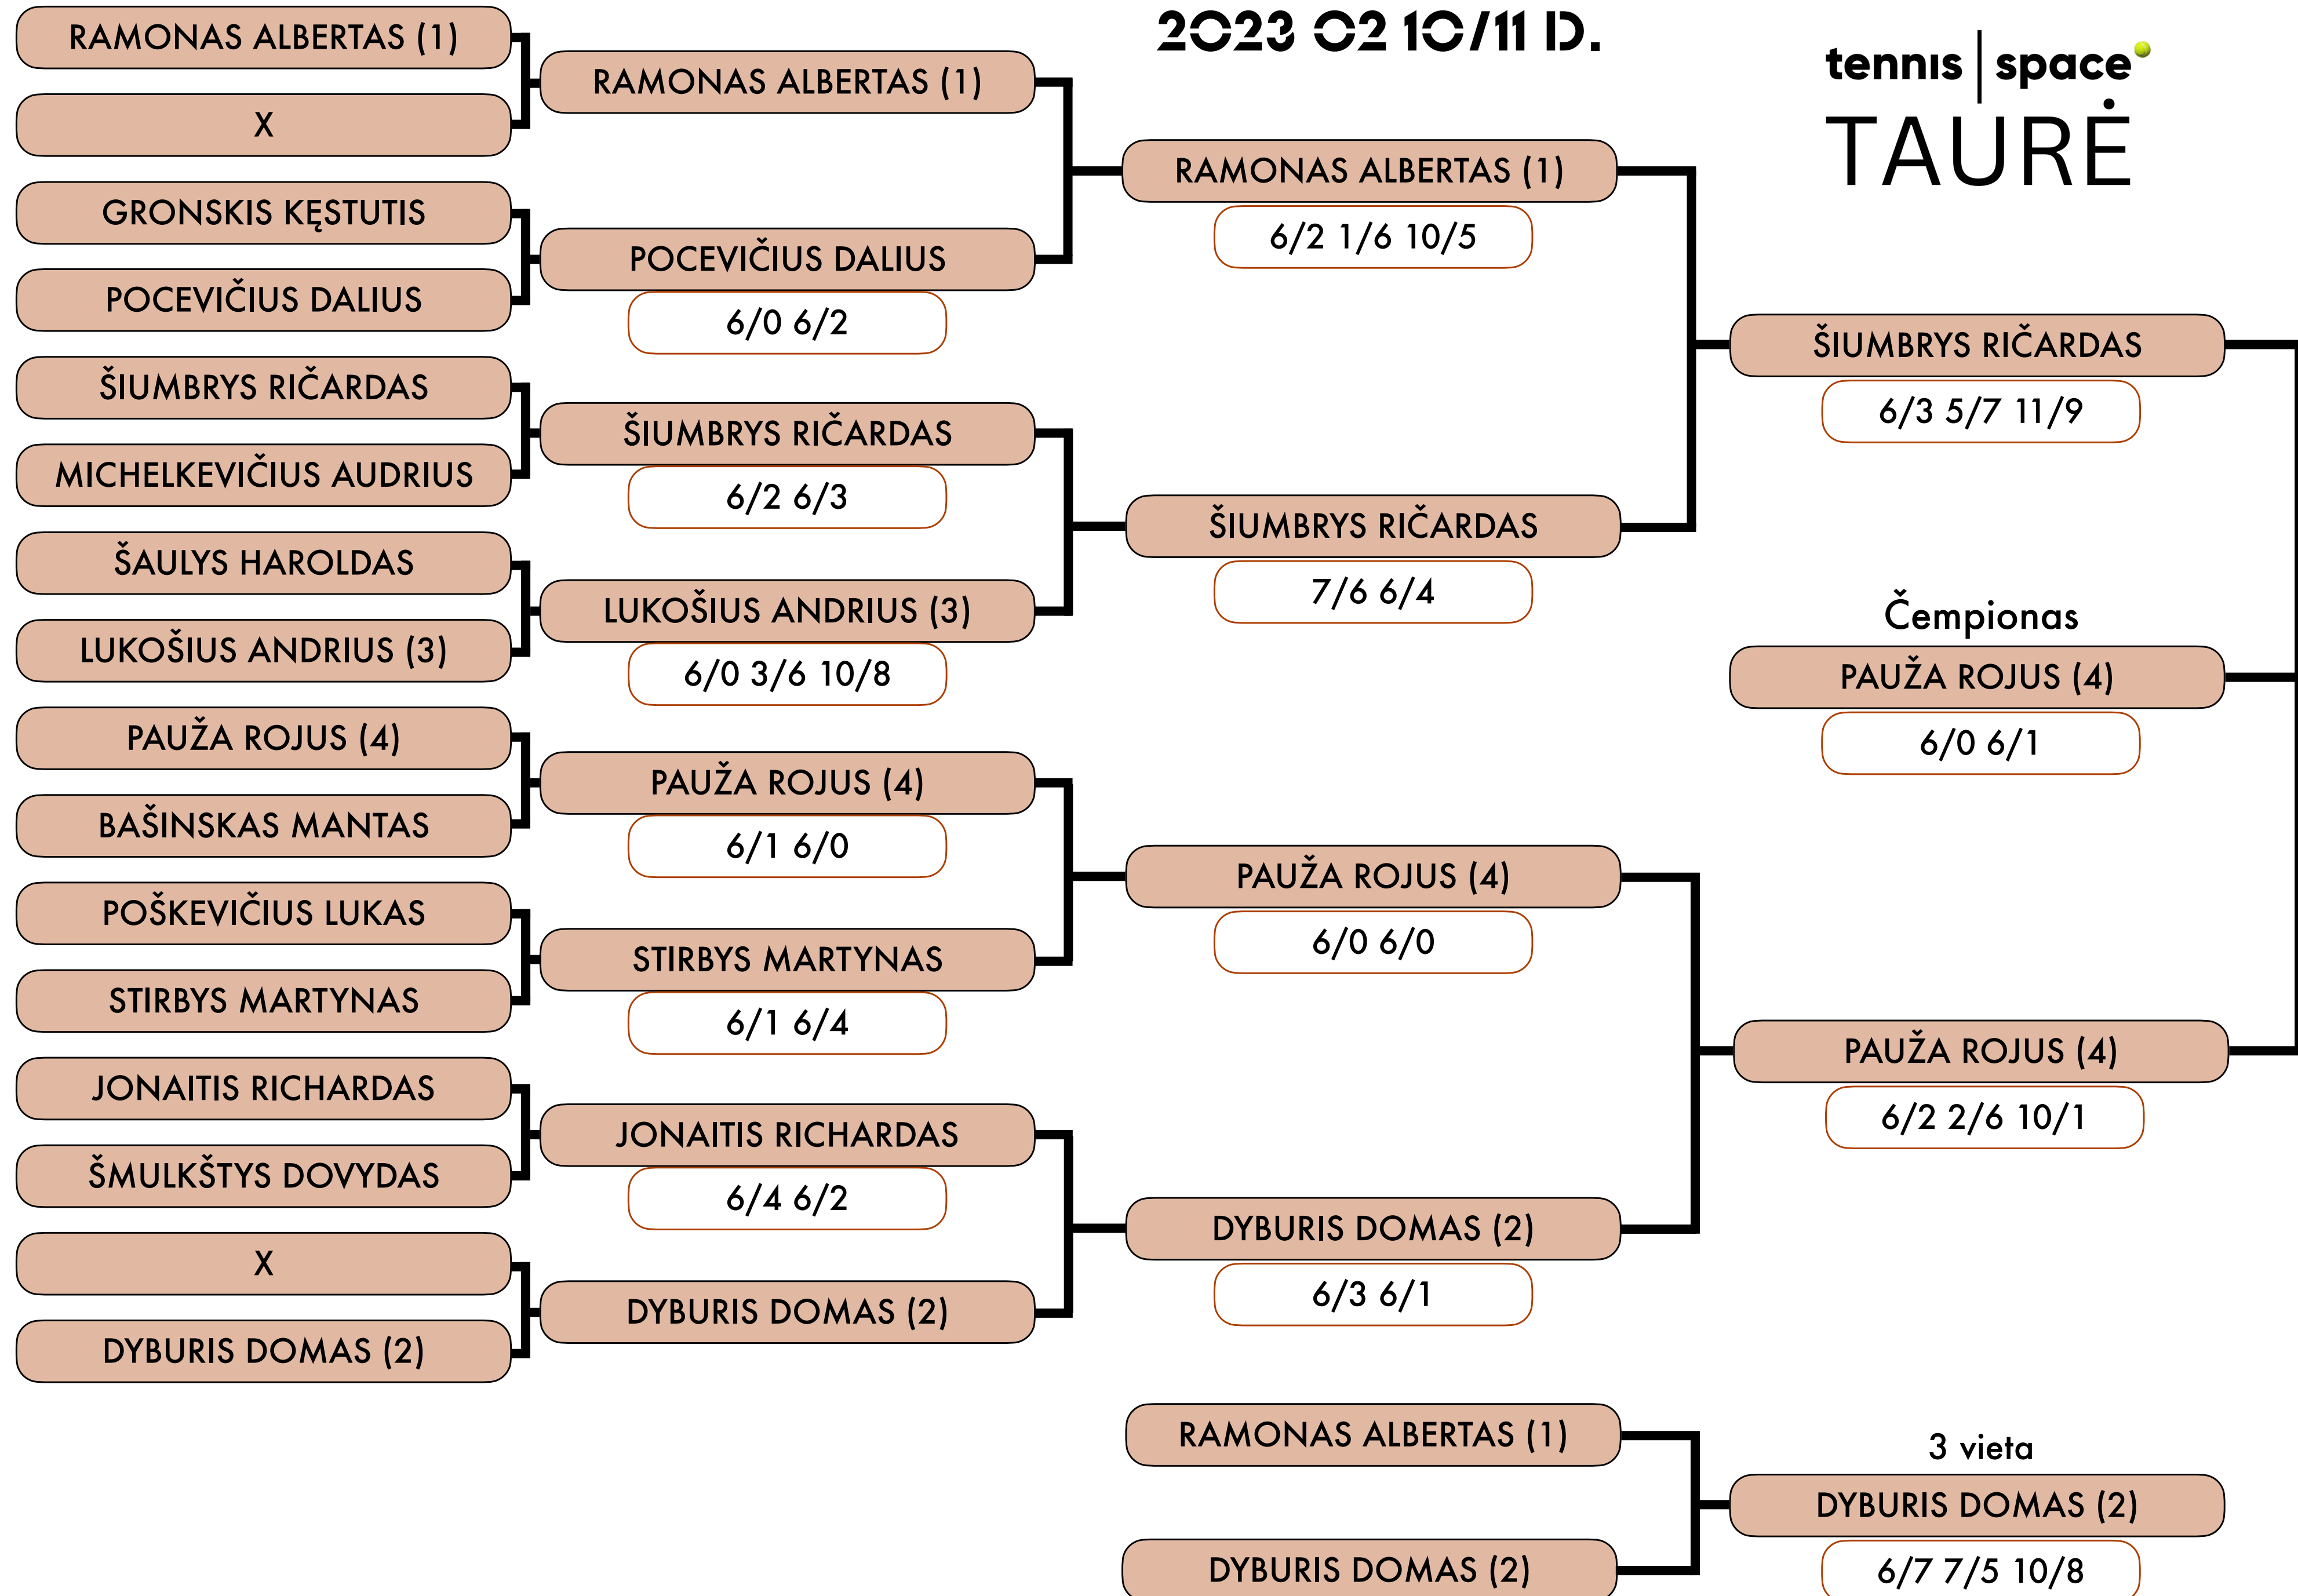 2023 02 10/11 D.
tennis | space
TAURĖ
RAMONAS ALBERTAS (1)
X
GRONSKIS KĘSTUTIS
POCEVIČIUS DALIUS
ŠIUMBRYS RIČARDAS
MICHELKEVIČIUS AUDRIUS
ŠAULYS HAROLDAS
LUKOŠIUS ANDRIUS (3)
PAUŽA ROJUS (4)
BAŠINSKAS MANTAS
POŠKEVIČIUS LUKAS
STIRBYS MARTYNAS
JONAITIS RICHARDAS
ŠMULKŠTYS DOVYDAS
X
DYBURIS DOMAS (2)
RAMONAS ALBERTAS (1)
POCEVIČIUS DALIUS
6/0 6/2
ŠIUMBRYS RIČARDAS
6/2 6/3
LUKOŠIUS ANDRIUS (3)
6/0 3/6 10/8
PAUŽA ROJUS (4)
6/1 6/0
STIRBYS MARTYNAS
6/1 6/4
JONAITIS RICHARDAS
6/4 6/2
DYBURIS DOMAS (2)
RAMONAS ALBERTAS (1)
6/2 1/6 10/5
ŠIUMBRYS RIČARDAS
7/6 6/4
PAUŽA ROJUS (4)
6/0 6/0
DYBURIS DOMAS (2)
6/3 6/1
ŠIUMBRYS RIČARDAS
6/3 5/7 11/9
Čempionas
PAUŽA ROJUS (4)
6/0 6/1
PAUŽA ROJUS (4)
6/2 2/6 10/1
RAMONAS ALBERTAS (1)
DYBURIS DOMAS (2)
3 vieta
DYBURIS DOMAS (2)
6/7 7/5 10/8